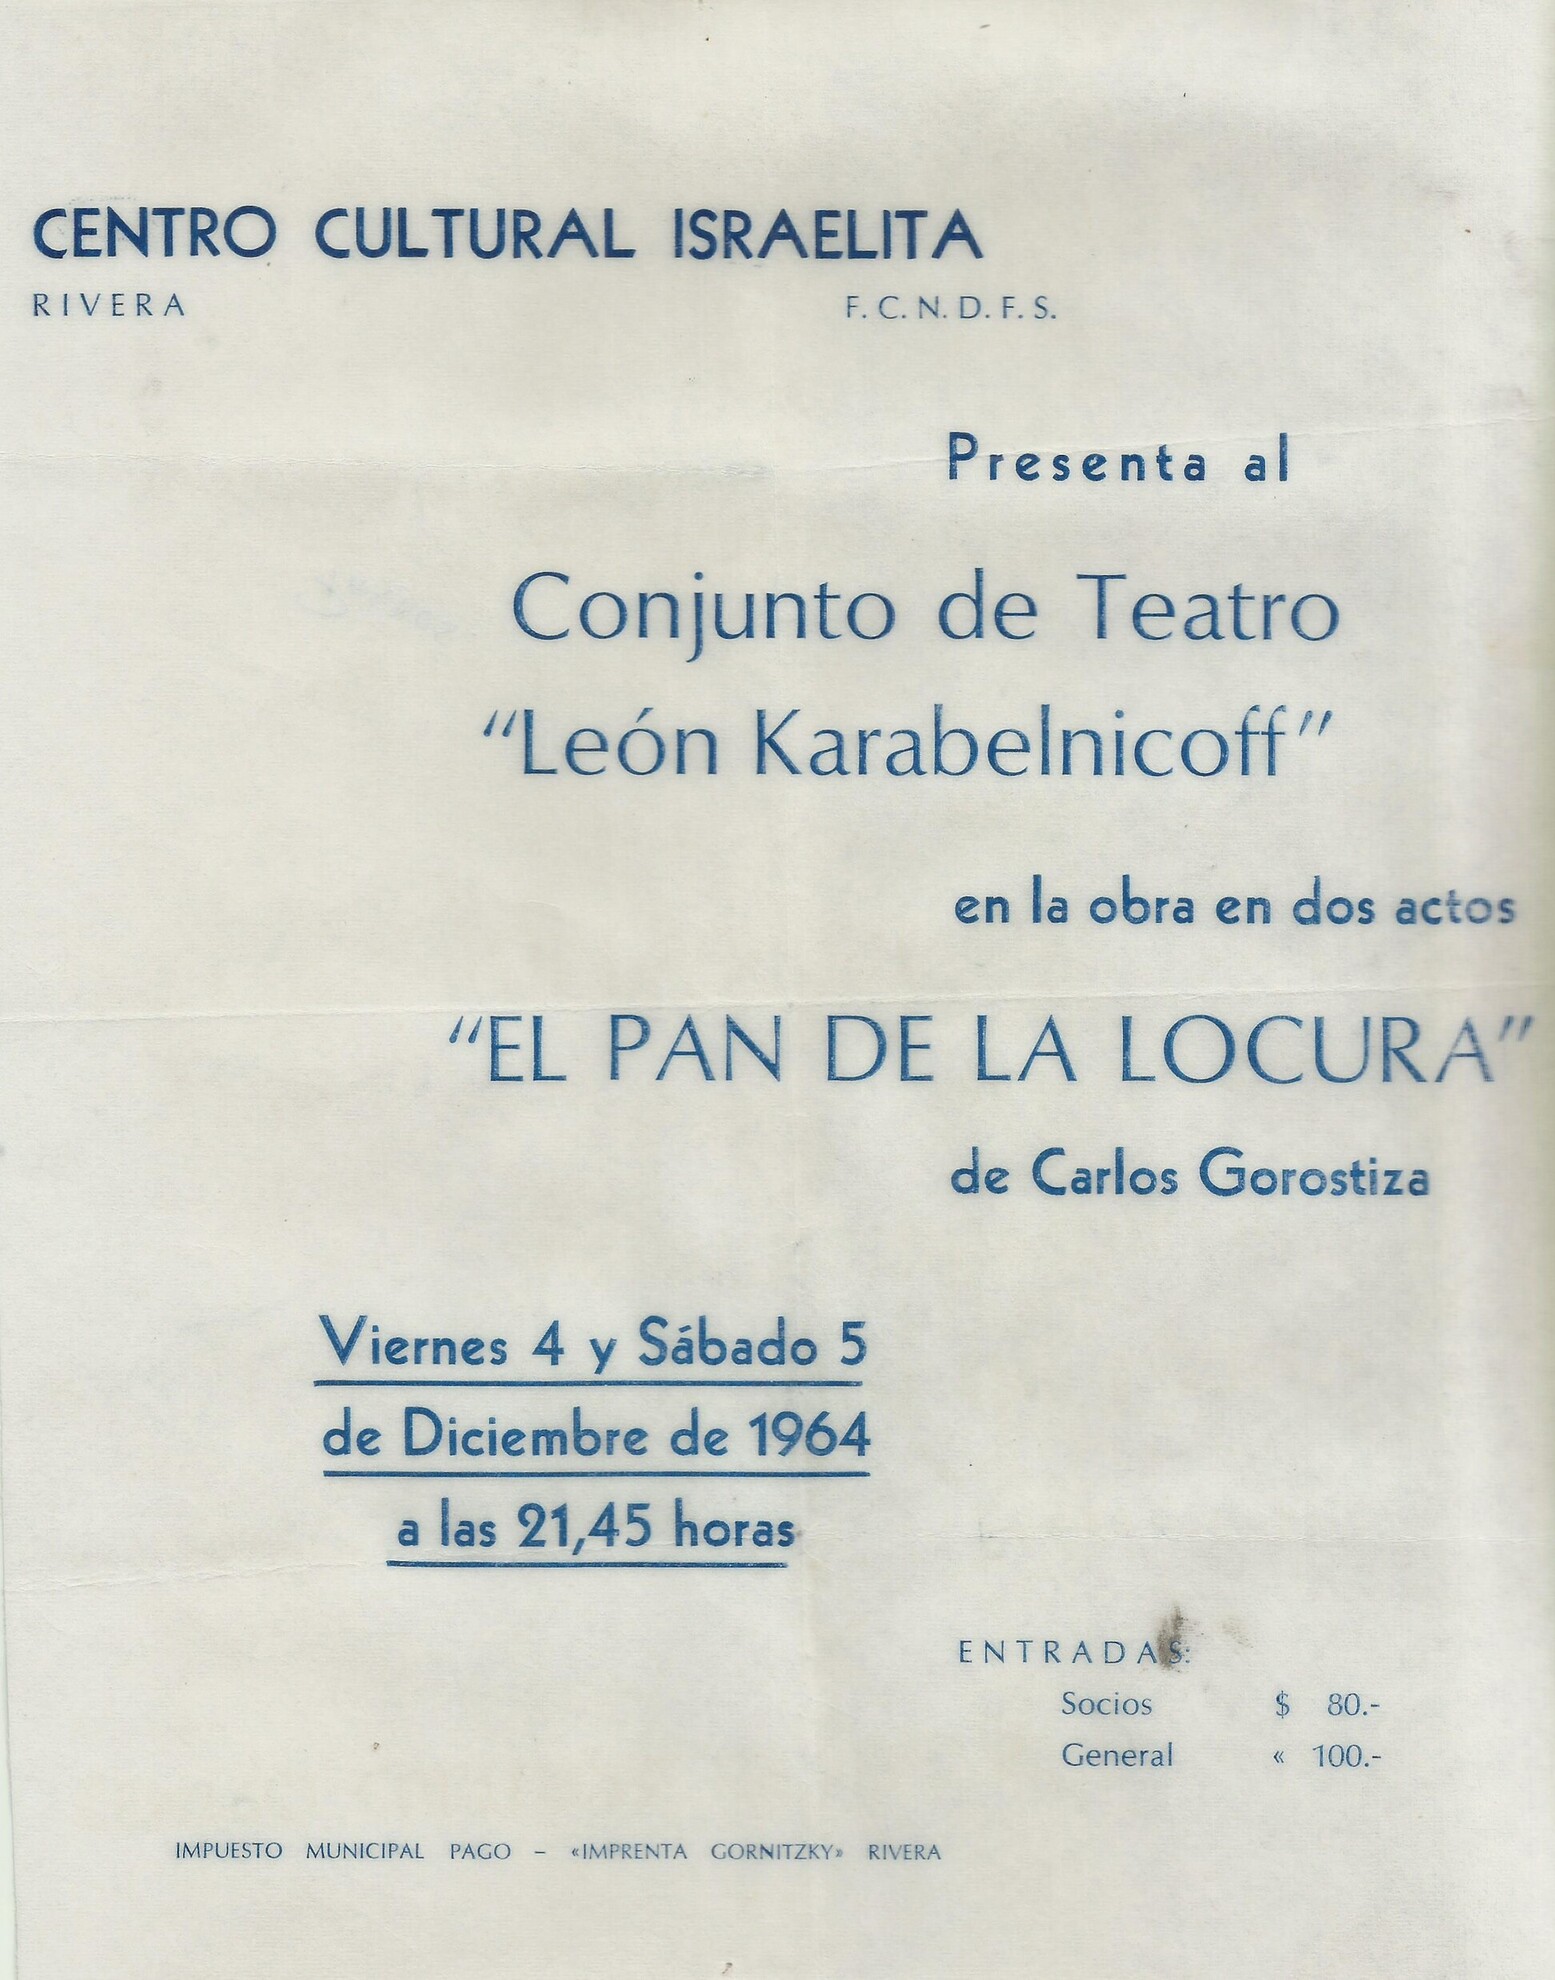 CENTRO CULTURAL ISRAELITA
RIVERA F. C. N. D. F. S.
Presenta al
Conjunto de Teatro
“León Karabelnicoff”
en la obra en dos actos
“EL PAN DE LA LOCURA”
de Carlos Gorostiza
Viernes 4 y Sábado 5
de Diciembre de 1964
a las 21,45 horas
ENTRADAS:
Socios $ 80.-
General « 100.-
IMPUESTO MUNICIPAL PAGO – «IMPRENTA GORNITZKY» RIVERA